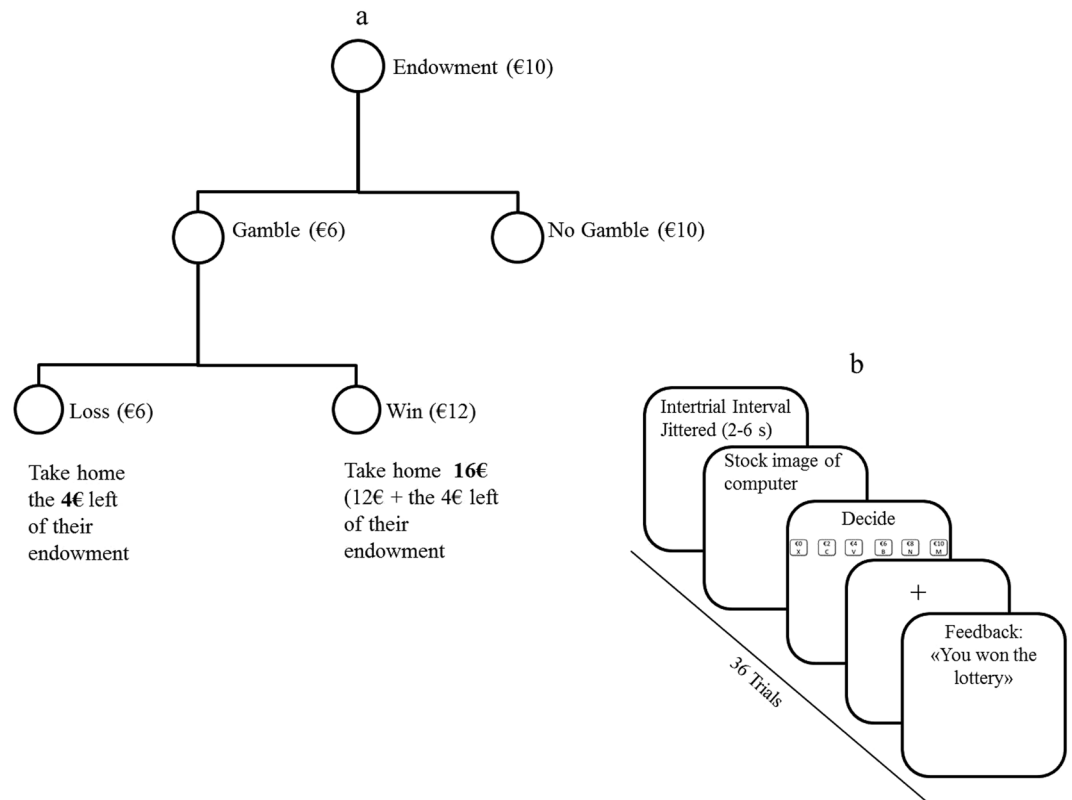 a
Endowment (€10)
Gamble (€6)
No Gamble (€10)
Loss (€6)
Win (€12)
Take home
the 4€ left
of their
endowment
Take home 16€
(12€ + the 4€ left
of their
endowment
b
Intertrial Interval
Jittered (2-6 s)
Stock image of
computer
Decide
€0 €2 €4 €6 €8 €10
X C V B N M
+
Feedback:
«You won the
lottery»
36 Trials